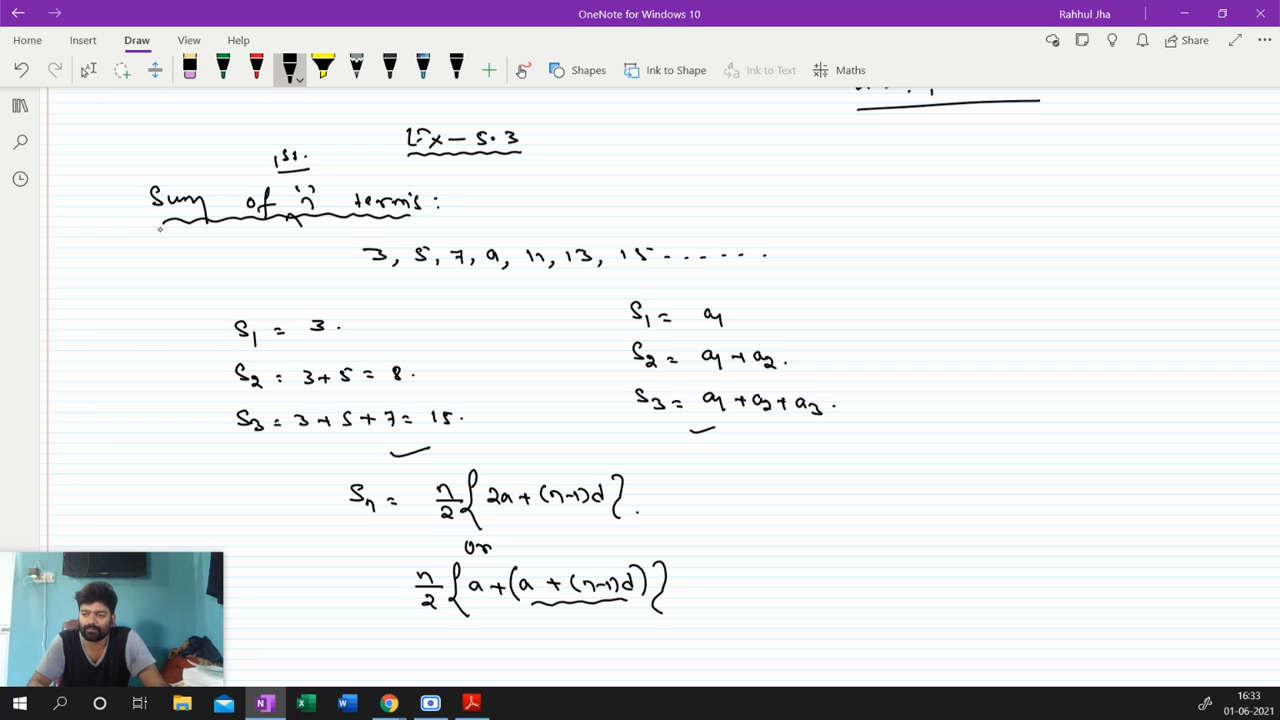 OneNote for Windows 10
Rahhul Jha
Home Insert Draw View Help
Share
Shapes Ink to Shape Ink to Text Maths
Ex - 5.3
1st.
Sum of "n" terms:
3, 5, 7, 9, 11, 13, 15.......
S1 = 3.
S1 = a1
S2 = 3+5 = 8.
S2 = a1 + a2.
S3 = 3+5+7 = 15.
S3 = a1 + a2 + a3.
Sn = n/2 {2a + (n-1)d}.
or
n/2 {a + (a + (n-1)d)}
16:33
01-06-2021